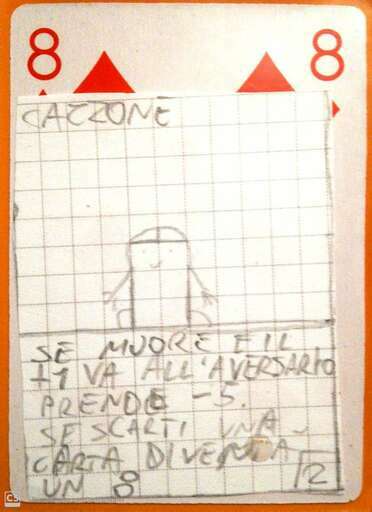 8 8
CAZZONE
SE MUORE E IL
+1 VA ALL'AVERSARIO
PRENDE -5.
SE SCARTI UNA
CARTA DIVENTA
UN 8
2
CS